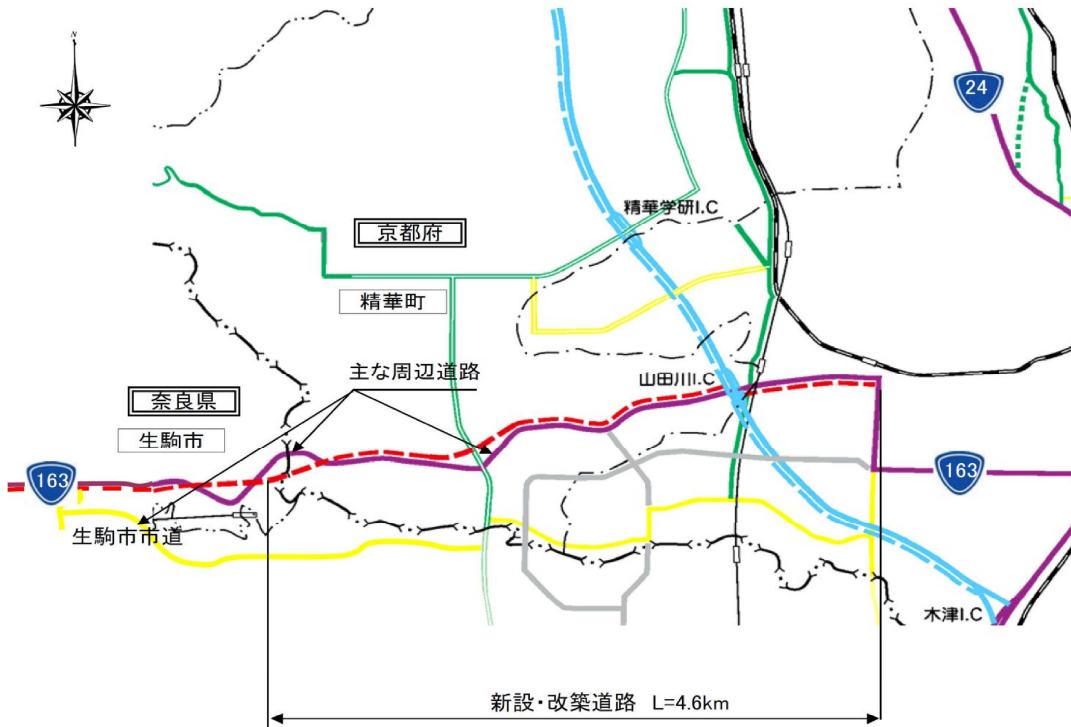 N
24
精華学研I.C
京都府
精華町
主な周辺道路
山田川I.C
奈良県
生駒市
163
163
生駒市市道
木津I.C
新設・改築道路 L=4.6km